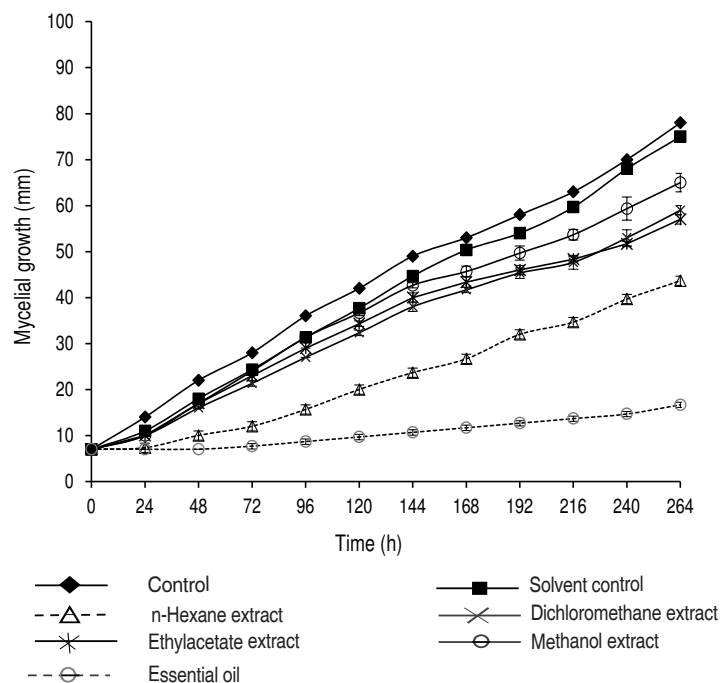 100
90
80
70
60
50
40
30
20
10
0
Mycelial growth (mm)
0 24 48 72 96 120 144 168 192 216 240 264
Time (h)
Control Solvent control
n-Hexane extract Dichloromethane extract
Ethylacetate extract Methanol extract
Essential oil